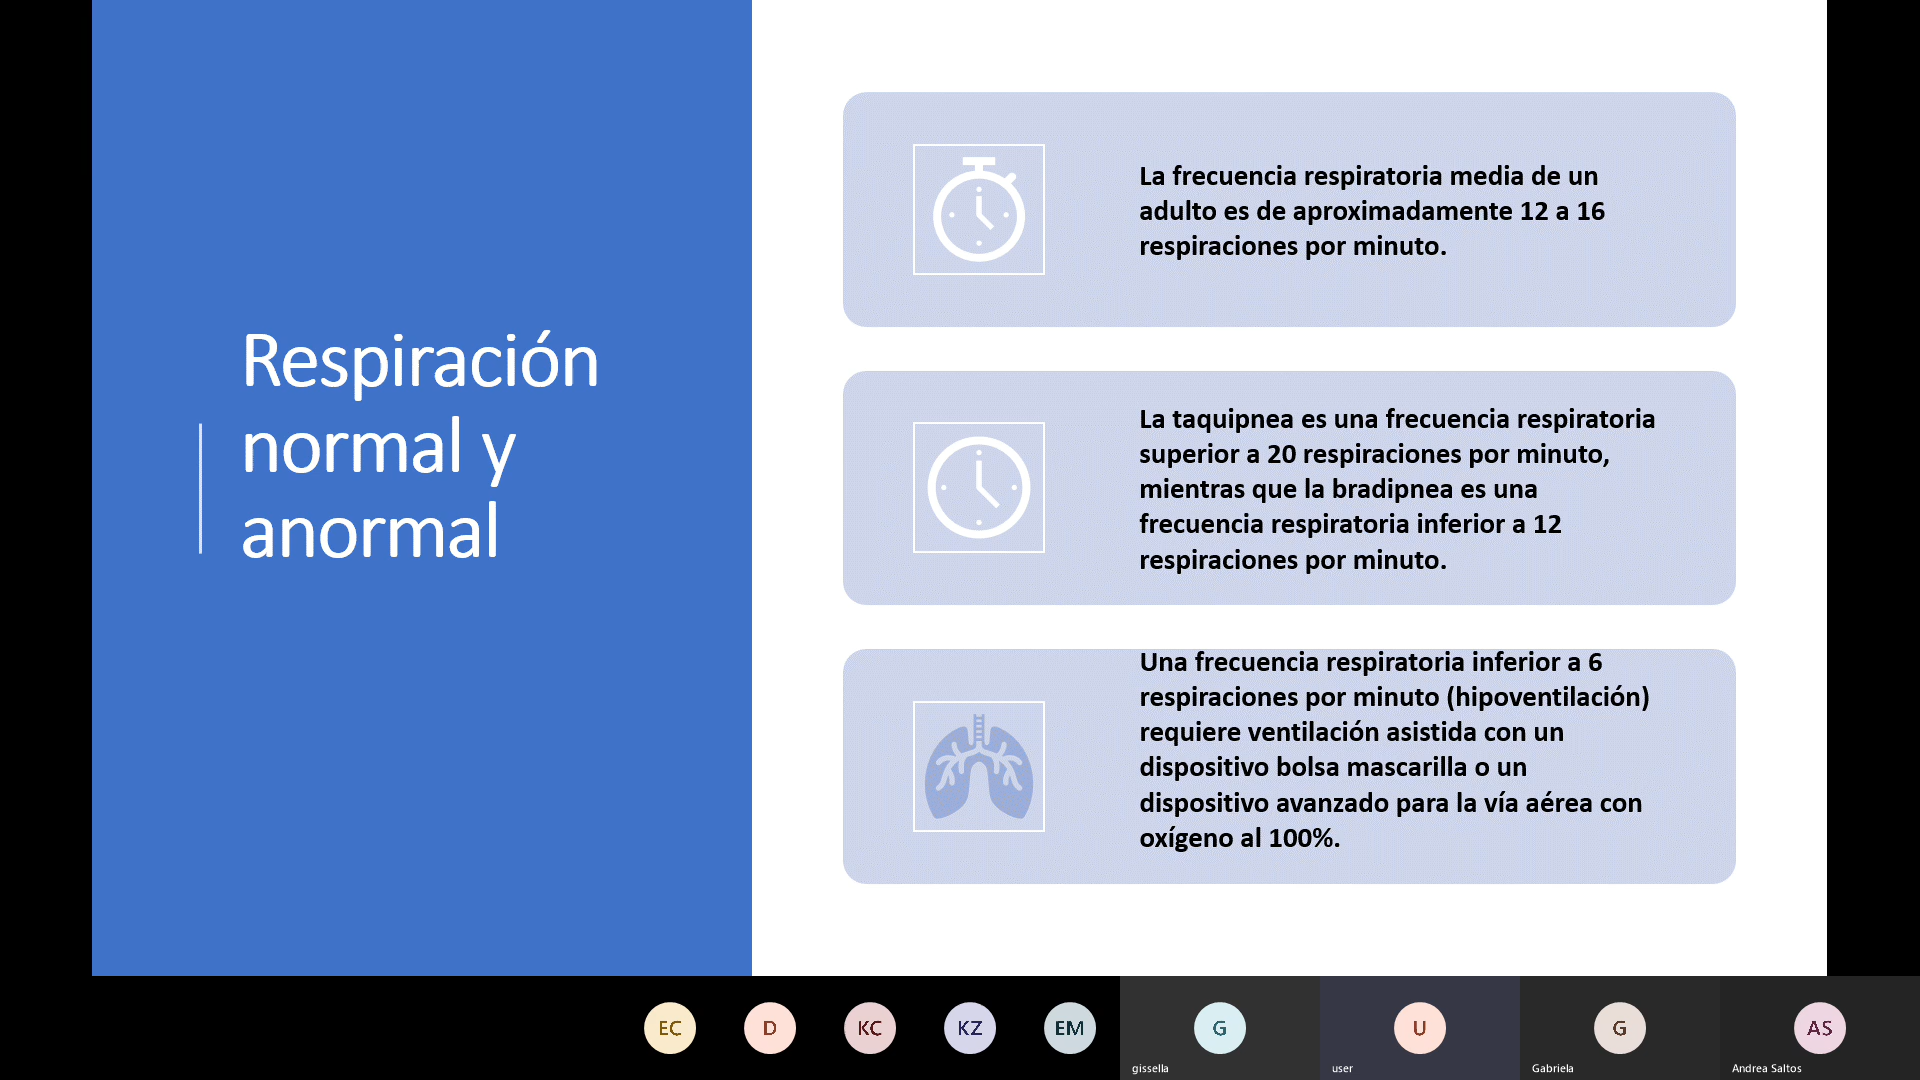 Respiración
normal y
anormal
La frecuencia respiratoria media de un
adulto es de aproximadamente 12 a 16
respiraciones por minuto.
La taquipnea es una frecuencia respiratoria
superior a 20 respiraciones por minuto,
mientras que la bradipnea es una
frecuencia respiratoria inferior a 12
respiraciones por minuto.
Una frecuencia respiratoria inferior a 6
respiraciones por minuto (hipoventilación)
requiere ventilación asistida con un
dispositivo bolsa mascarilla o un
dispositivo avanzado para la vía aérea con
oxígeno al 100%.
EC
D
KC
KZ
EM
G
gissella
U
user
G
Gabriela
AS
Andrea Saltos